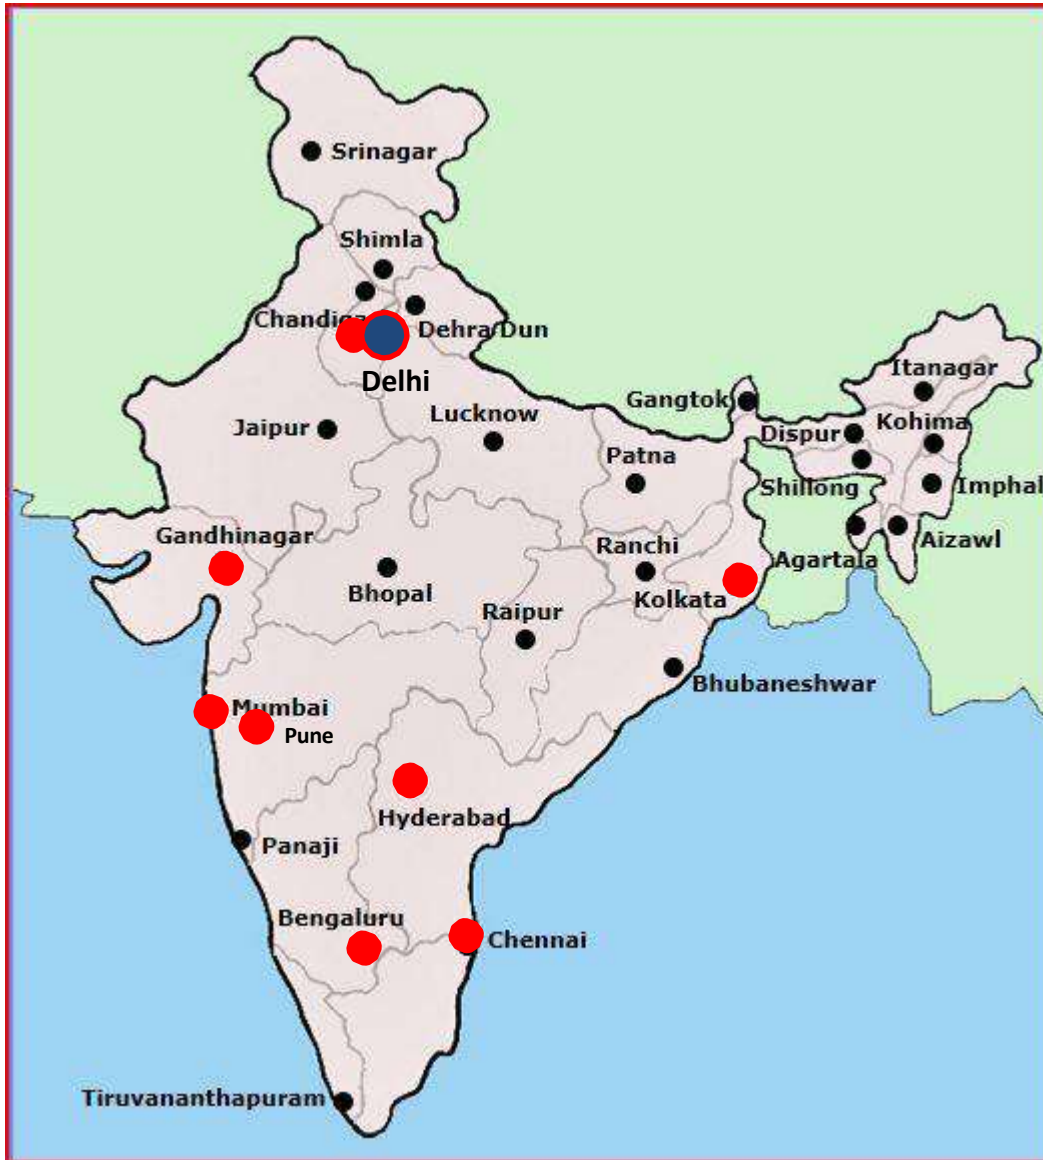 Srinagar
Shimla
Chandiga
Dehra Dun
Delhi
Itanagar
Gangtok
Lucknow
Kohima
Jaipur
Dispur
Patna
Shillong
Imphal
Gandhinagar
Ranchi
Agartala
Aizawl
Bhopal
Kolkata
Raipur
Bhubaneshwar
Mumbai
Pune
Hyderabad
Panaji
Bengaluru
Chennai
Tiruvananthapuram